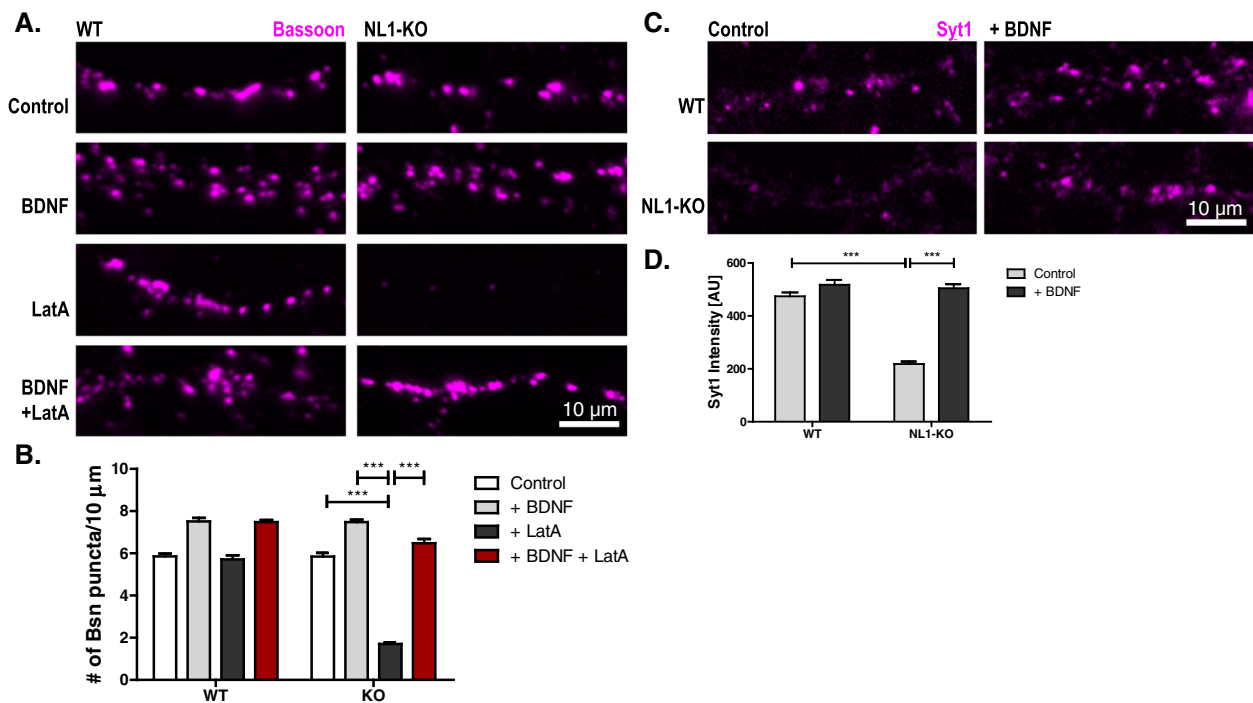 A.
WT Bassoon NL1-KO
Control
BDNF
LatA
BDNF
+LatA
10 µm
B.
*** ***
***
# of Bsn puncta/10 µm
10
8
6
4
2
0
WT KO
Control
+ BDNF
+ LatA
+ BDNF + LatA
C.
Control Syt1 + BDNF
WT
NL1-KO
10 µm
D.
*** ***
Syt1 Intensity [AU]
600
400
200
0
WT NL1-KO
Control
+ BDNF